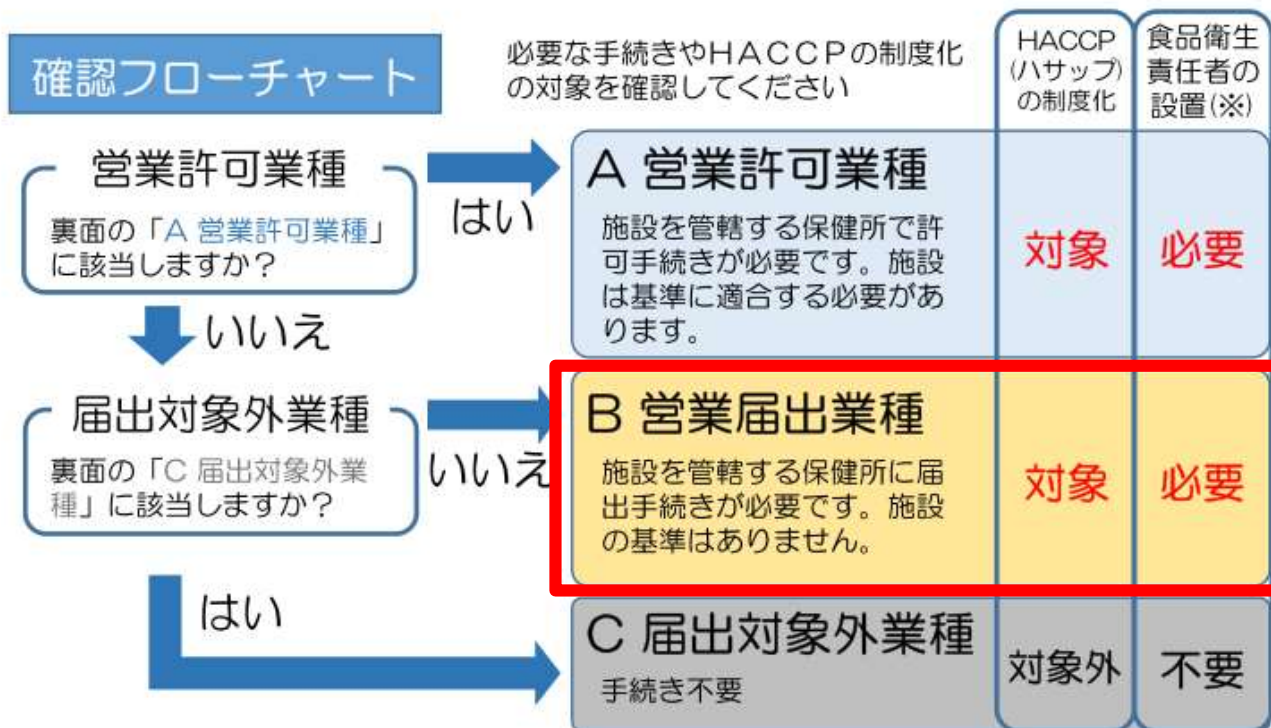 確認フローチャート
必要な手続きやHACCPの制度化
の対象を確認してください
HACCP
(ハサップ)
の制度化
食品衛生
責任者の
設置(※)
営業許可業種
裏面の「A 営業許可業種」
に該当しますか?
はい
A 営業許可業種
施設を管轄する保健所で許
可手続きが必要です。施設
は基準に適合する必要があ
ります。
対象
必要
いいえ
届出対象外業種
裏面の「C 届出対象外業
種」に該当しますか?
いいえ
B 営業届出業種
施設を管轄する保健所に届
出手続きが必要です。施設
の基準はありません。
対象
必要
はい
C 届出対象外業種
手続き不要
対象外
不要